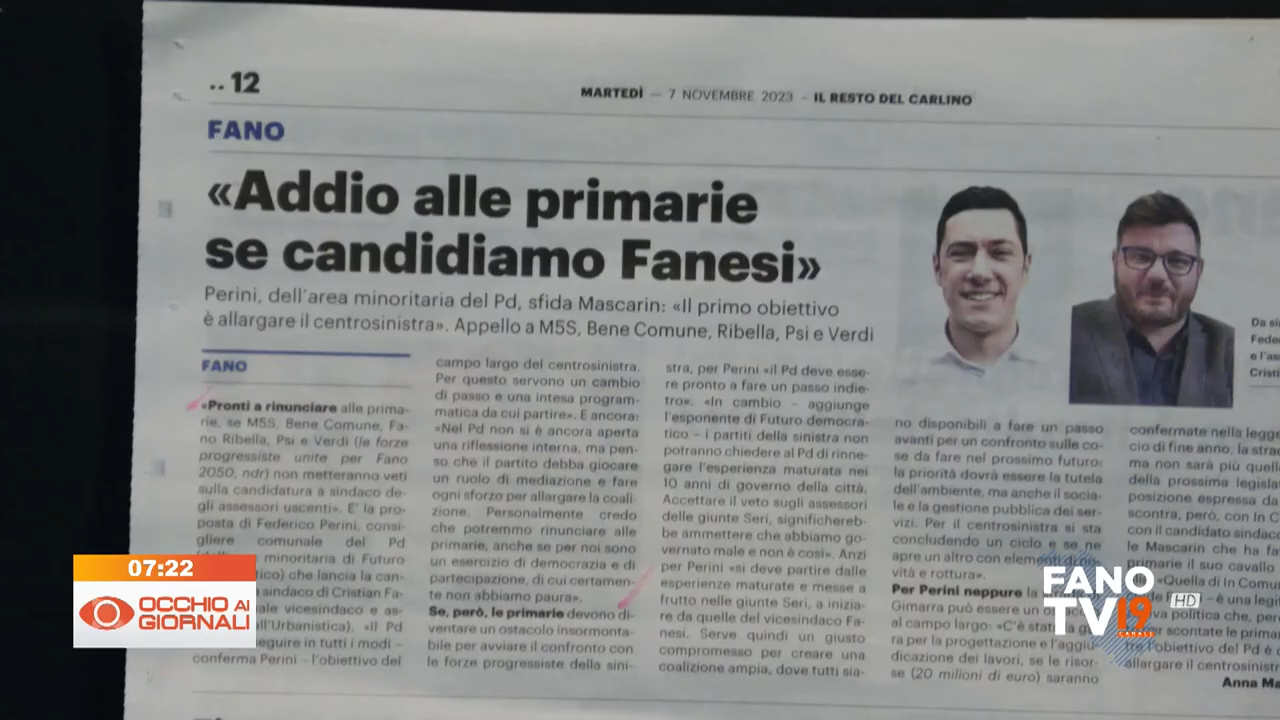 .. 12
MARTEDÌ — 7 NOVEMBRE 2023 – IL RESTO DEL CARLINO
FANO
«Addio alle primarie
se candidiamo Fanesi»
Perini, dell'area minoritaria del Pd, sfida Mascarin: «Il primo obiettivo
è allargare il centrosinistra». Appello a M5S, Bene Comune, Ribella, Psi e Verdi
FANO
«Pronti a rinunciare alle prima-
rie, se M5S, Bene Comune, Fa-
no Ribella, Psi e Verdi (le forze
progressiste unite per Fano
2050, ndr) non metteranno veti
sulla candidatura a sindaco de-
gli assessori uscenti». E' la pro-
posta di Federico Perini, consi-
gliere comunale del Pd
minoritaria di Futuro
tico) che lancia la can-
sindaco di Cristian Fa-
ale vicesindaco e as-
all'Urbanistica). «Il Pd
seguire in tutti i modi –
conferma Perini – l'obiettivo del
campo largo del centrosinistra.
Per questo servono un cambio
di passo e una intesa program-
matica da cui partire». E ancora:
«Nel Pd non si è ancora aperta
una riflessione interna, ma pen-
so che il partito debba giocare
un ruolo di mediazione e fare
ogni sforzo per allargare la coali-
zione. Personalmente credo
che potremmo rinunciare alle
primarie, anche se per noi sono
un esercizio di democrazia e di
partecipazione, di cui certamen-
te non abbiamo paura».
Se, però, le primarie devono di-
ventare un ostacolo insormonta-
bile per avviare il confronto con
le forze progressiste della sini-
stra, per Perini «il Pd deve esse-
re pronto a fare un passo indie-
tro». «In cambio – aggiunge
l'esponente di Futuro democra-
tico – i partiti della sinistra non
potranno chiedere al Pd di rinne-
gare l'esperienza maturata nei
10 anni di governo della città.
Accettare il veto sugli assessori
delle giunte Seri, significhereb-
be ammettere che abbiamo go-
vernato male e non è così». Anzi
per Perini «si deve partire dalle
esperienze maturate e messe a
frutto nelle giunte Seri, a inizia-
re da quelle del vicesindaco Fa-
nesi. Serve quindi un giusto
compromesso per creare una
coalizione ampia, dove tutti sia-
no disponibili a fare un passo
avanti per un confronto sulle co-
se da fare nel prossimo futuro:
la priorità dovrà essere la tutela
dell'ambiente, ma anche il socia-
le e la gestione pubblica dei ser-
vizi. Per il centrosinistra si sta
concludendo un ciclo e se ne
apre un altro con elementi di no-
vità e rottura».
Per Perini neppure la
Gimarra può essere un
al campo largo: «C'è stata
ra per la progettazione e l'aggiu-
dicazione dei lavori, se le risor-
se (20 milioni di euro) saranno
Da si
Fede
e l'as
Cristi
confermate nella legge
cio di fine anno, la strad
ma non sarà più quell
della prossima legisla
posizione espressa da
scontra, però, con In C
con il candidato sindaco
le Mascarin che ha fa
primarie il suo cavallo
«Quella di In Comu
– è una legi
va politica che, per
per scontate le prima
l'obiettivo del Pd è
allargare il centrosinistr
Anna Ma
07:22
OCCHIO AI
GIORNALI
FANO
TV19 HD
CANALE